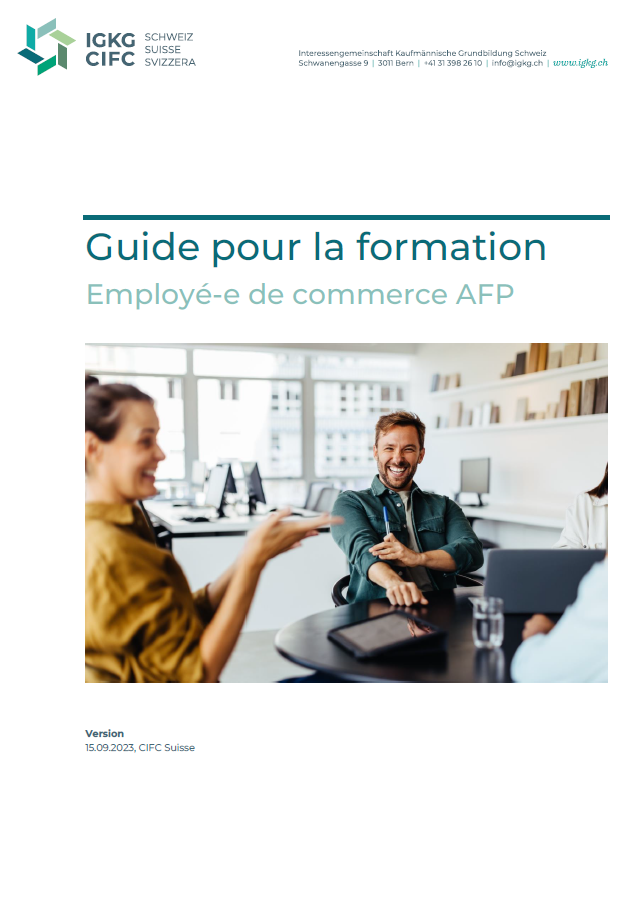 IGKG
CIFC
SCHWEIZ
SUISSE
SVIZZERA
Interessengemeinschaft Kaufmännische Grundbildung Schweiz
Schwanengasse 9 | 3011 Bern | +41 31 398 26 10 | info@igkg.ch | www.igkg.ch
Guide pour la formation
Employé-e de commerce AFP
Version
15.09.2023, CIFC Suisse